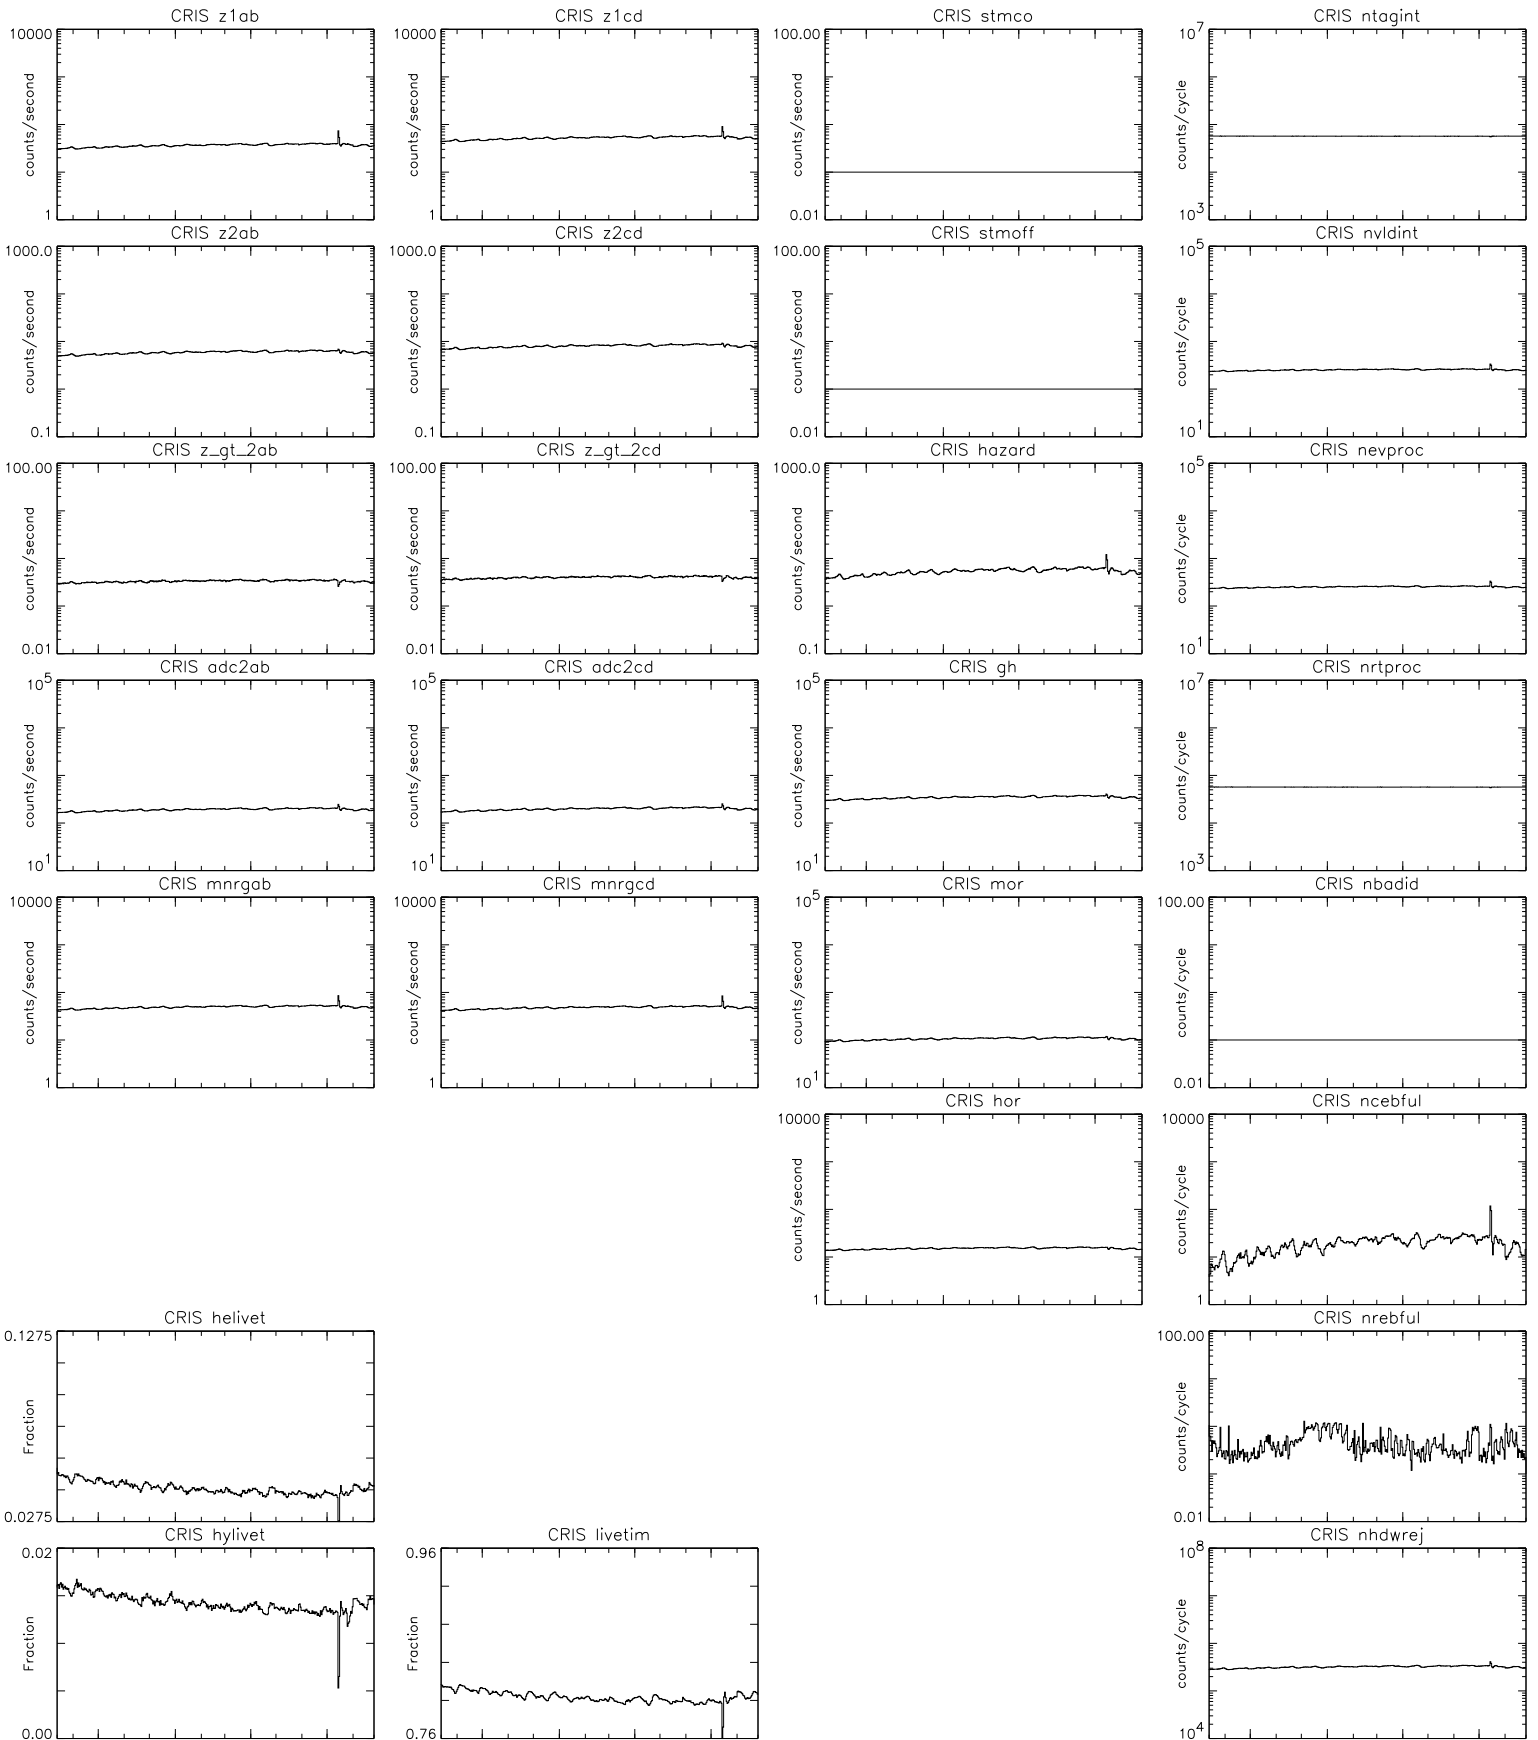 CRIS z1ab
10000
counts/second
1
CRIS z1cd
10000
counts/second
1
CRIS stmco
100.00
counts/second
0.01
CRIS ntagint
10^7
counts/cycle
10^3
CRIS z2ab
1000.0
counts/second
0.1
CRIS z2cd
1000.0
counts/second
0.1
CRIS stmoff
100.00
counts/second
0.01
CRIS nvldint
10^5
counts/cycle
10^1
CRIS z_gt_2ab
100.00
counts/second
0.01
CRIS z_gt_2cd
100.00
counts/second
0.01
CRIS hazard
1000.0
counts/second
0.1
CRIS nevproc
10^5
counts/cycle
10^1
CRIS adc2ab
10^5
counts/second
10^1
CRIS adc2cd
10^5
counts/second
10^1
CRIS gh
10^5
counts/second
10^1
CRIS nrtproc
10^7
counts/cycle
10^3
CRIS mnrgab
10000
counts/second
1
CRIS mnrgcd
10000
counts/second
1
CRIS mor
10^5
counts/second
10^1
CRIS nbadid
100.00
counts/cycle
0.01
CRIS hor
10000
counts/second
1
CRIS ncebful
10000
counts/cycle
1
CRIS helivet
0.1275
Fraction
0.0275
CRIS nrebful
100.00
counts/cycle
0.01
CRIS hylivet
0.02
Fraction
0.00
CRIS livetim
0.96
Fraction
0.76
CRIS nhdwrej
10^8
counts/cycle
10^4